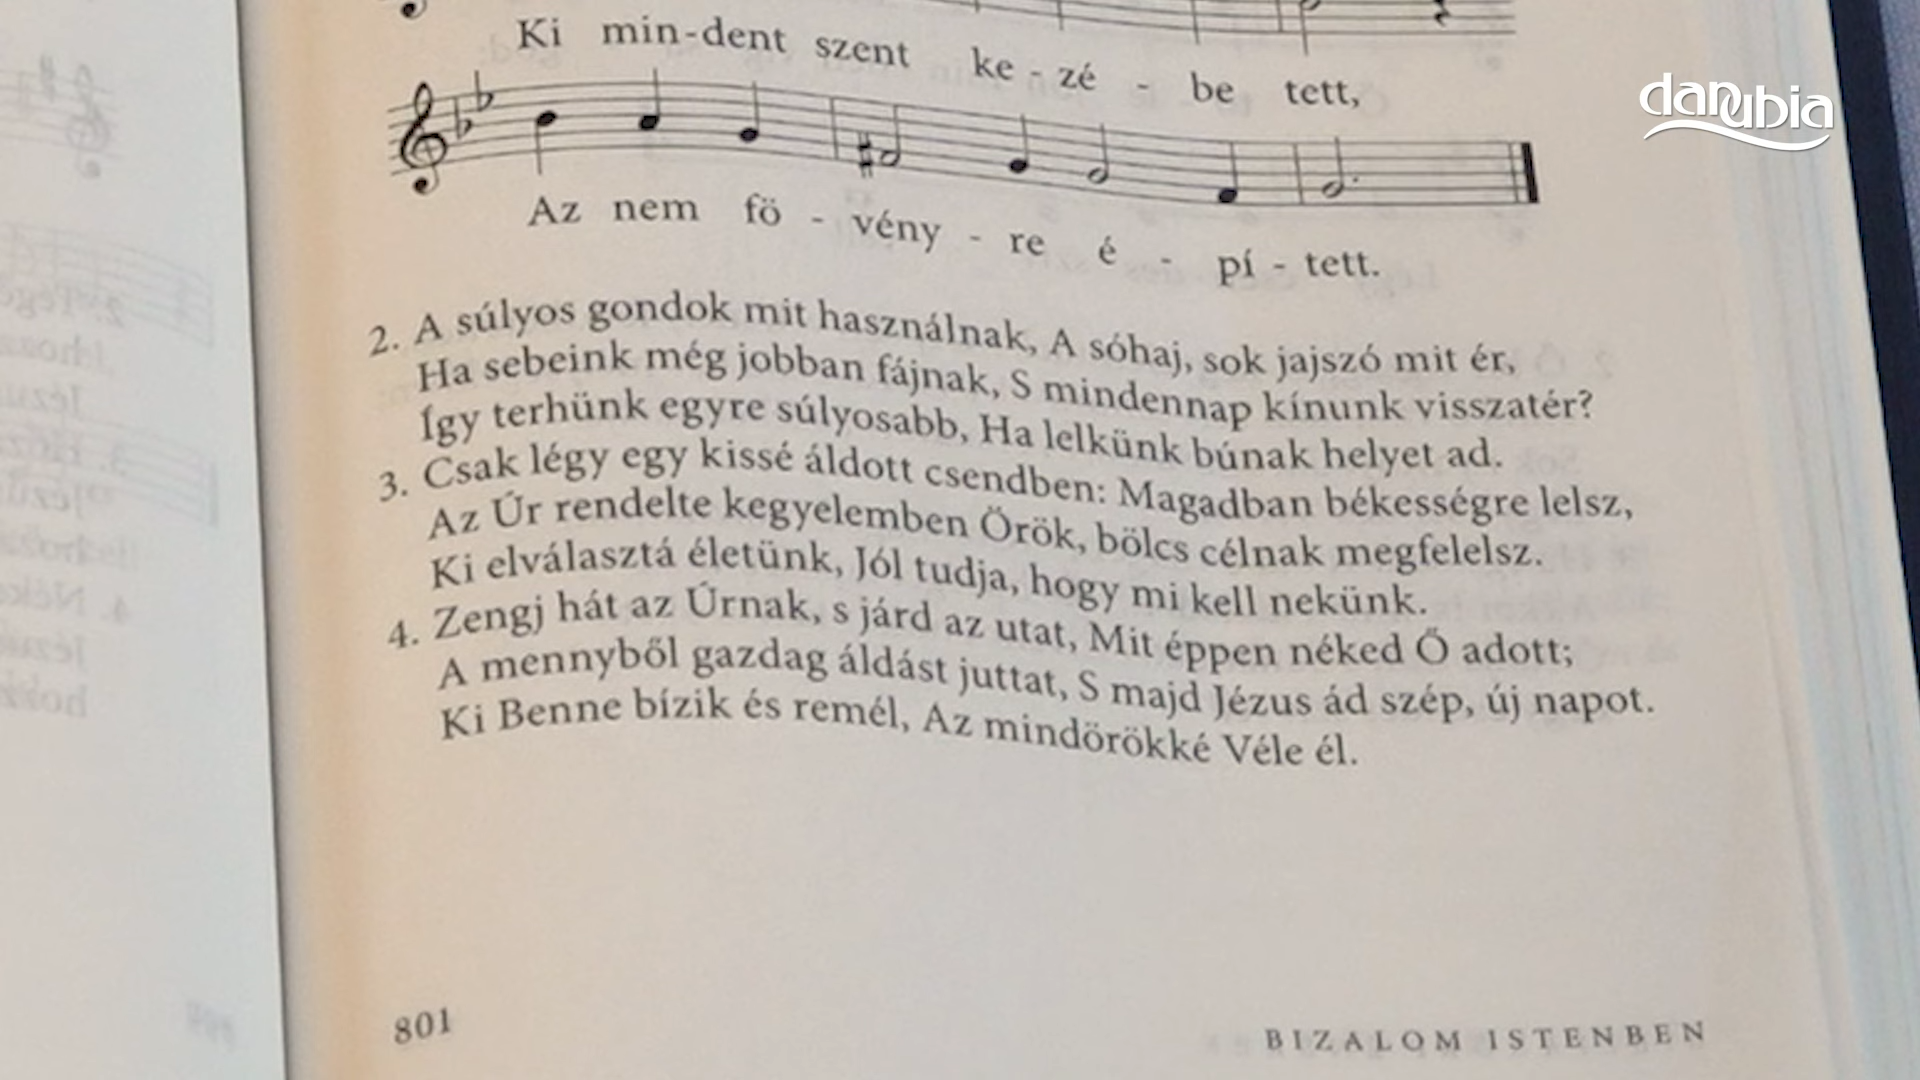 Ki min-dent szent ke - zé - be tett,
danubia
Az nem fö - vény - re é - pí - tett.
2. A súlyos gondok mit használnak, A sóhaj, sok jajszó mit ér,
Ha sebeink még jobban fájnak, S mindennap kínunk visszatér?
Így terhünk egyre súlyosabb, Ha lelkünk búnak helyet ad.
3. Csak légy egy kissé áldott csendben: Magadban békességre lelsz,
Az Úr rendelte kegyelemben Örök, bölcs célnak megfelelsz.
Ki elválasztá életünk, Jól tudja, hogy mi kell nekünk.
4. Zengj hát az Úrnak, s járd az utat, Mit éppen néked Ő adott;
A mennyből gazdag áldást juttat, S majd Jézus ád szép, új napot.
Ki Benne bízik és remél, Az mindörökké Véle él.
801
BIZALOM ISTENBEN